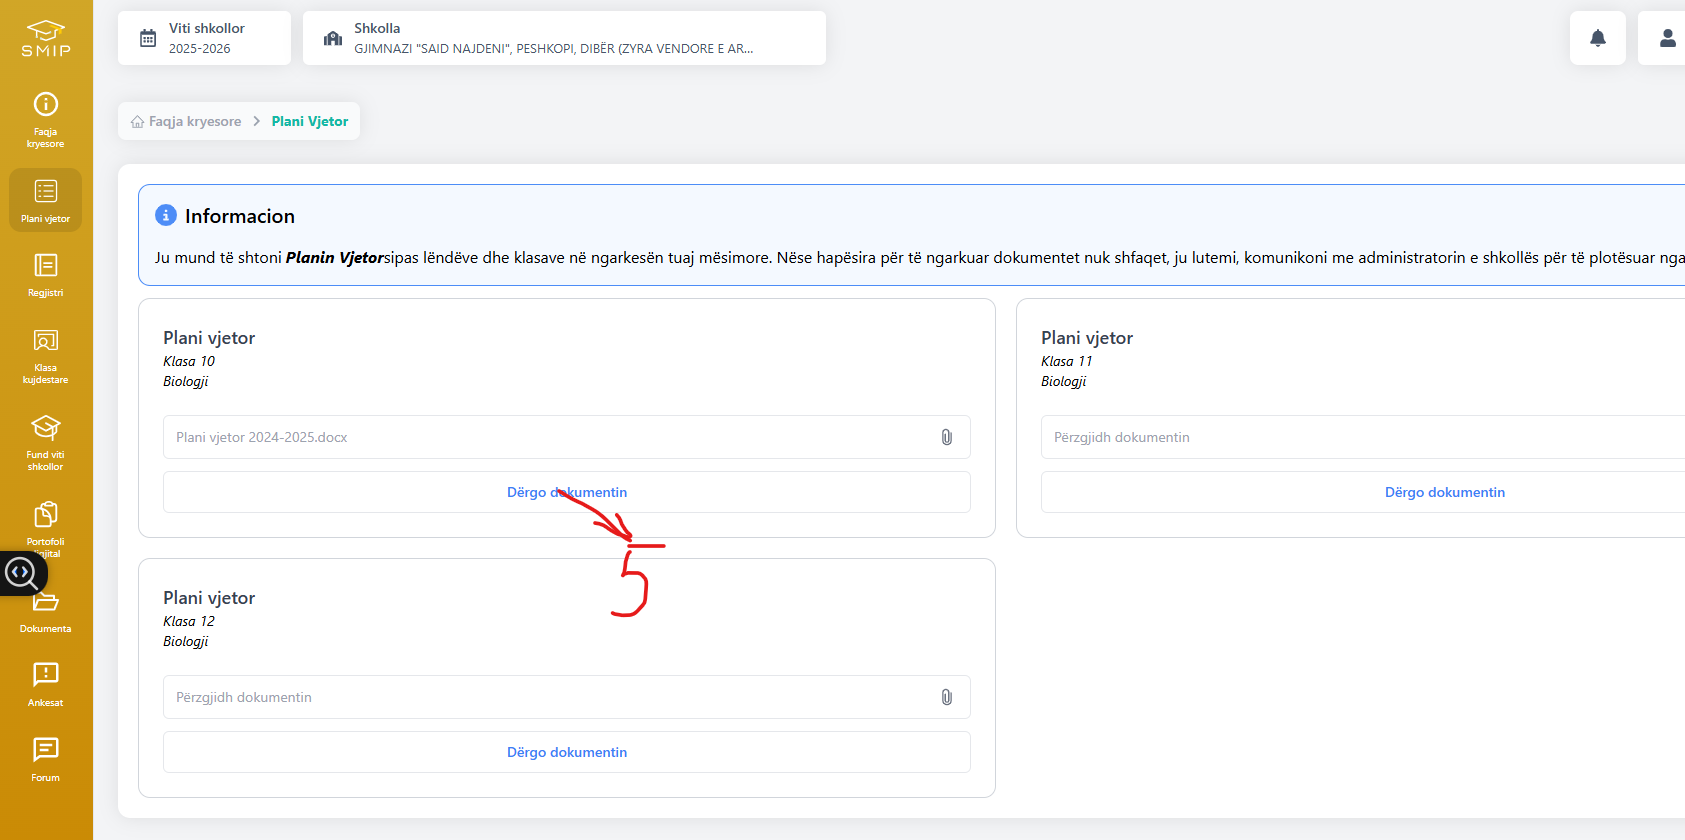 SMIP
Viti shkollor
2025-2026
Shkolla
GJIMNAZI "SAID NAJDENI", PESHKOPI, DIBËR (ZYRA VENDORE E AR...
Faqja kryesore
Plani vjetor
Regjistri
Klasa kujdestare
Fund viti shkollor
Portofoli
Dokumenta
Ankesat
Forum
Faqja kryesore > Plani Vjetor
Informacion
Ju mund të shtoni Planin Vjetorsipas lëndëve dhe klasave në ngarkesën tuaj mësimore. Nëse hapësira për të ngarkuar dokumentet nuk shfaqet, ju lutemi, komunikoni me administratorin e shkollës për të plotësuar nga
Plani vjetor
Klasa 10
Biologji
Plani vjetor 2024-2025.docx
Dërgo dokumentin
Plani vjetor
Klasa 11
Biologji
Përzgjidh dokumentin
Dërgo dokumentin
5
Plani vjetor
Klasa 12
Biologji
Përzgjidh dokumentin
Dërgo dokumentin